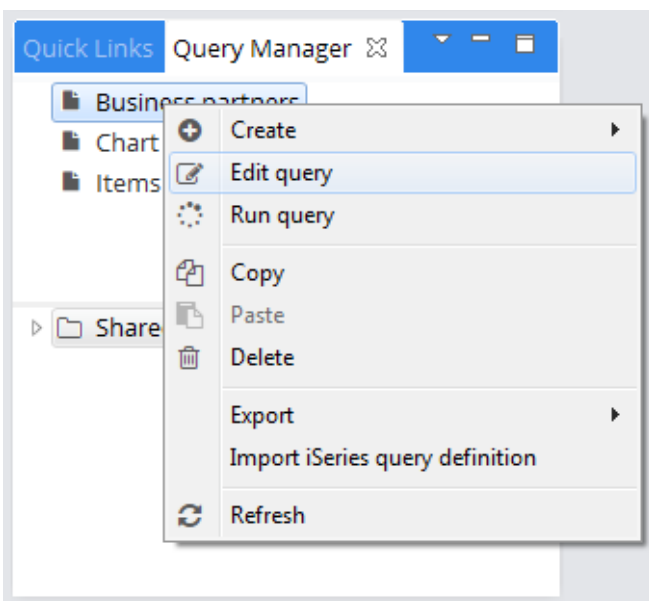 Quick Links Query Manager
Business partners
Chart
Create
Items
Edit query
Run query
Copy
Paste
Share
Delete
Export
Import iSeries query definition
Refresh